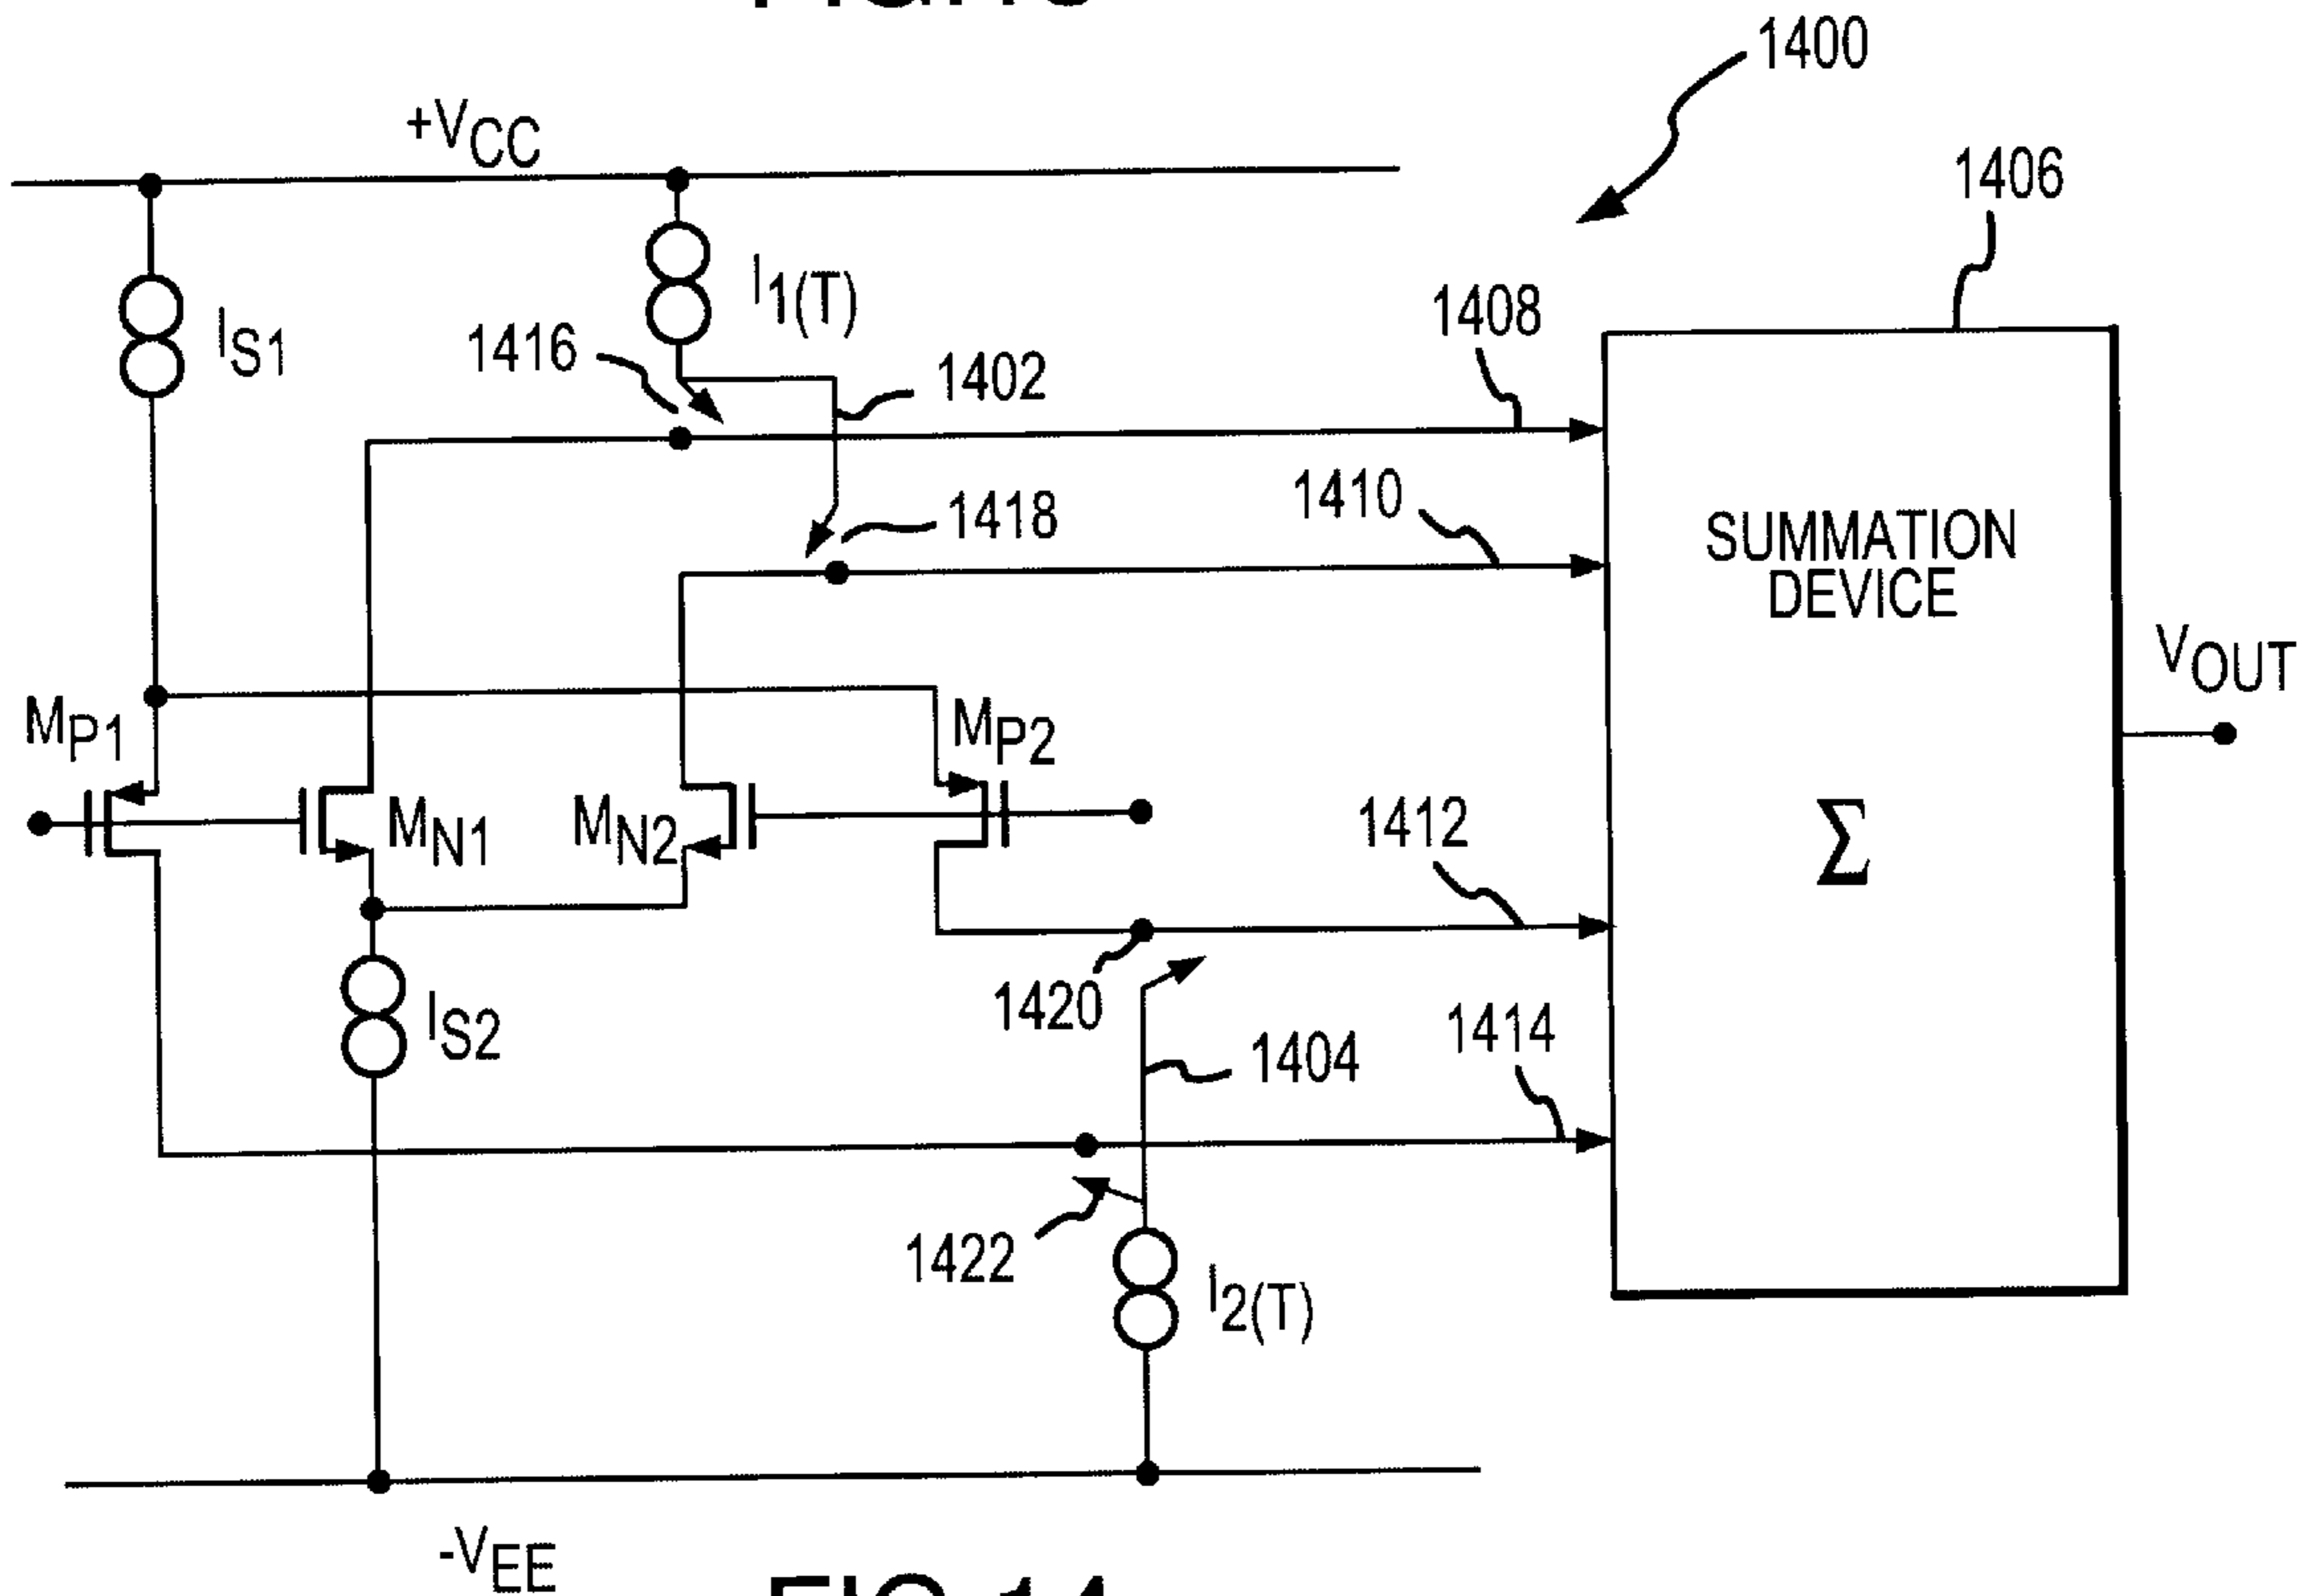 1400
+VCC
1406
I1(T)
1408
IS1
1416
1402
1410
1418
SUMMATION
DEVICE
VOUT
MP1
MP2
MN1
MN2
1412
Σ
1420
IS2
1414
1404
1422
I2(T)
-VEE